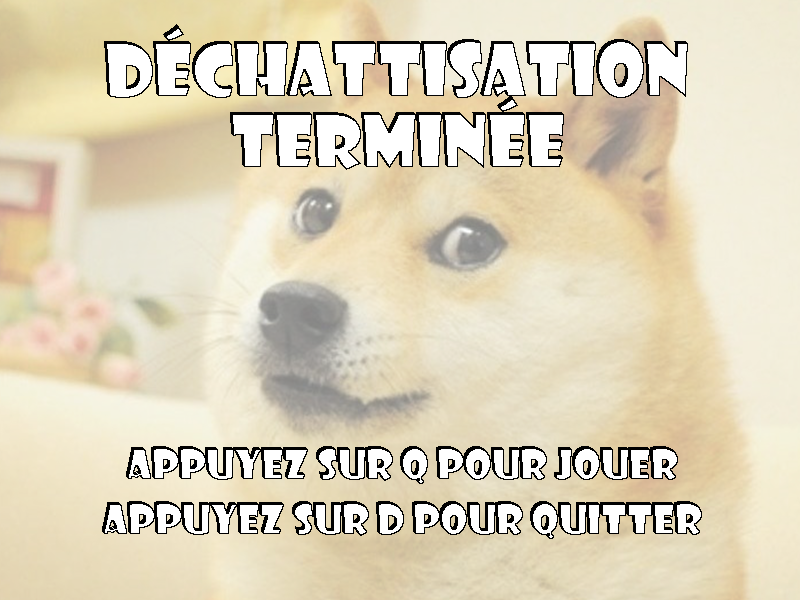 DÉCHATTISATION
TERMINÉE
APPUYEZ SUR Q POUR JOUER
APPUYEZ SUR D POUR QUITTER